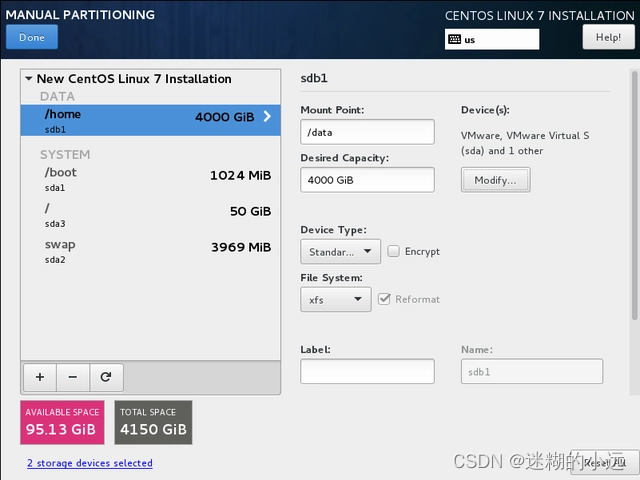 MANUAL PARTITIONING
CENTOS LINUX 7 INSTALLATION
Done
us
Help!
New CentOS Linux 7 Installation
DATA
/home
4000 GiB
sdb1
SYSTEM
/boot
1024 MiB
sda1
/
50 GiB
sda3
swap
3969 MiB
sda2
+
−
AVAILABLE SPACE
95.13 GiB
TOTAL SPACE
4150 GiB
2 storage devices selected
sdb1
Mount Point:
/data
Desired Capacity:
4000 GiB
Device(s):
VMware, VMware Virtual S
(sda) and 1 other
Modify...
Device Type:
Standar...
Encrypt
File System:
xfs
Reformat
Label:
Name:
sdb1
Reset All
CSDN @迷糊的小远